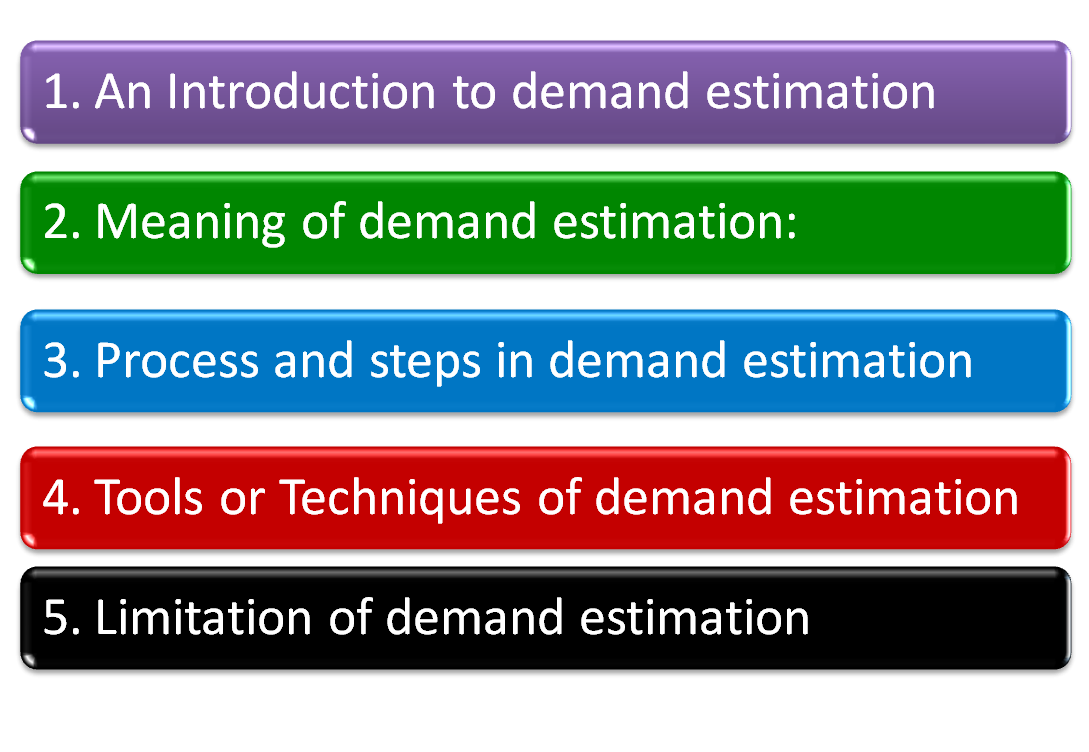 1. An Introduction to demand estimation
2. Meaning of demand estimation:
3. Process and steps in demand estimation
4. Tools or Techniques of demand estimation
5. Limitation of demand estimation